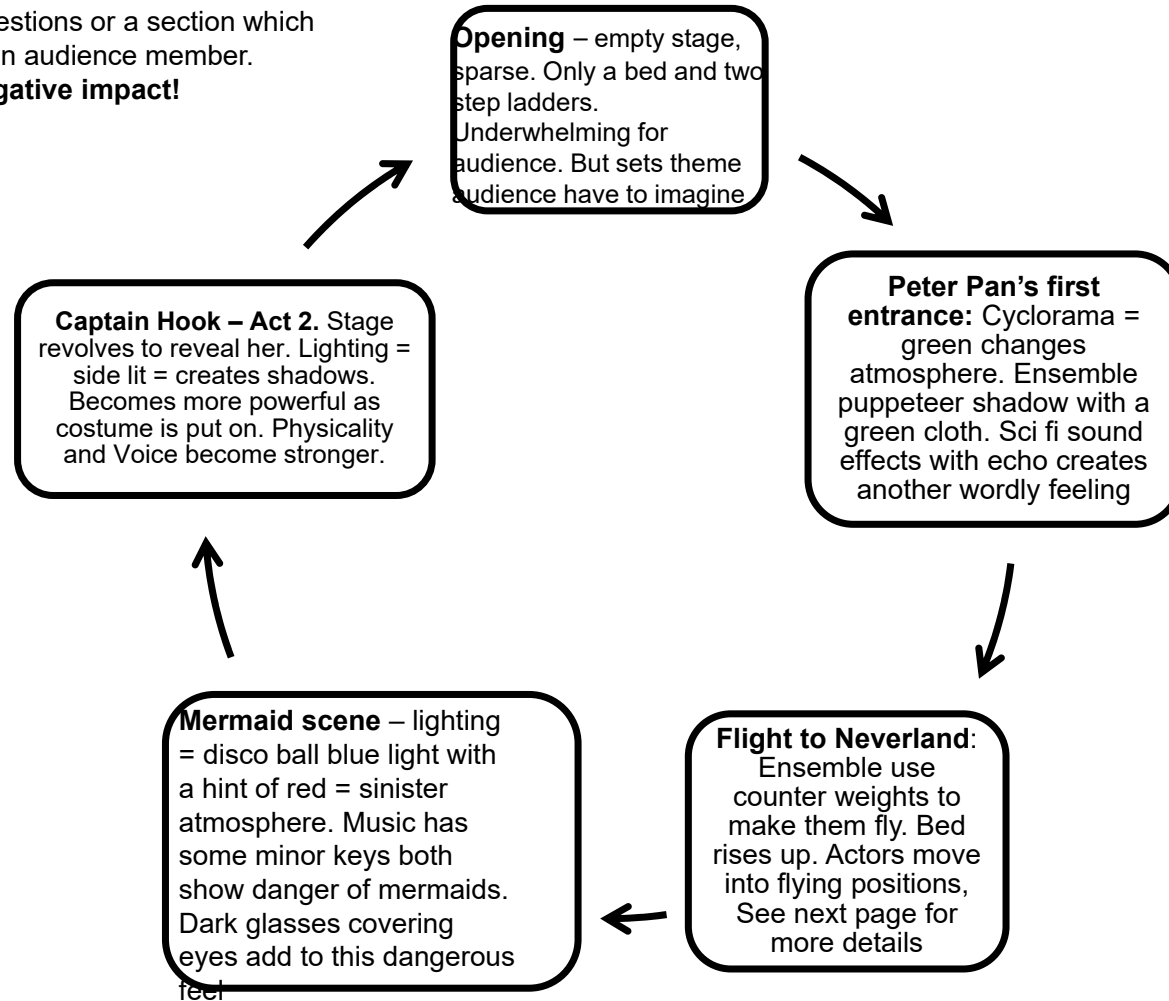 estions or a section which
n audience member.
gative impact!
Opening – empty stage,
sparse. Only a bed and two
step ladders.
Underwhelming for
audience. But sets theme
audience have to imagine
Peter Pan’s first
entrance: Cyclorama =
green changes
atmosphere. Ensemble
puppeteer shadow with a
green cloth. Sci fi sound
effects with echo creates
another wordly feeling
Flight to Neverland:
Ensemble use
counter weights to
make them fly. Bed
rises up. Actors move
into flying positions,
See next page for
more details
Mermaid scene – lighting
= disco ball blue light with
a hint of red = sinister
atmosphere. Music has
some minor keys both
show danger of mermaids.
Dark glasses covering
eyes add to this dangerous
feel
Captain Hook – Act 2. Stage
revolves to reveal her. Lighting =
side lit = creates shadows.
Becomes more powerful as
costume is put on. Physicality
and Voice become stronger.